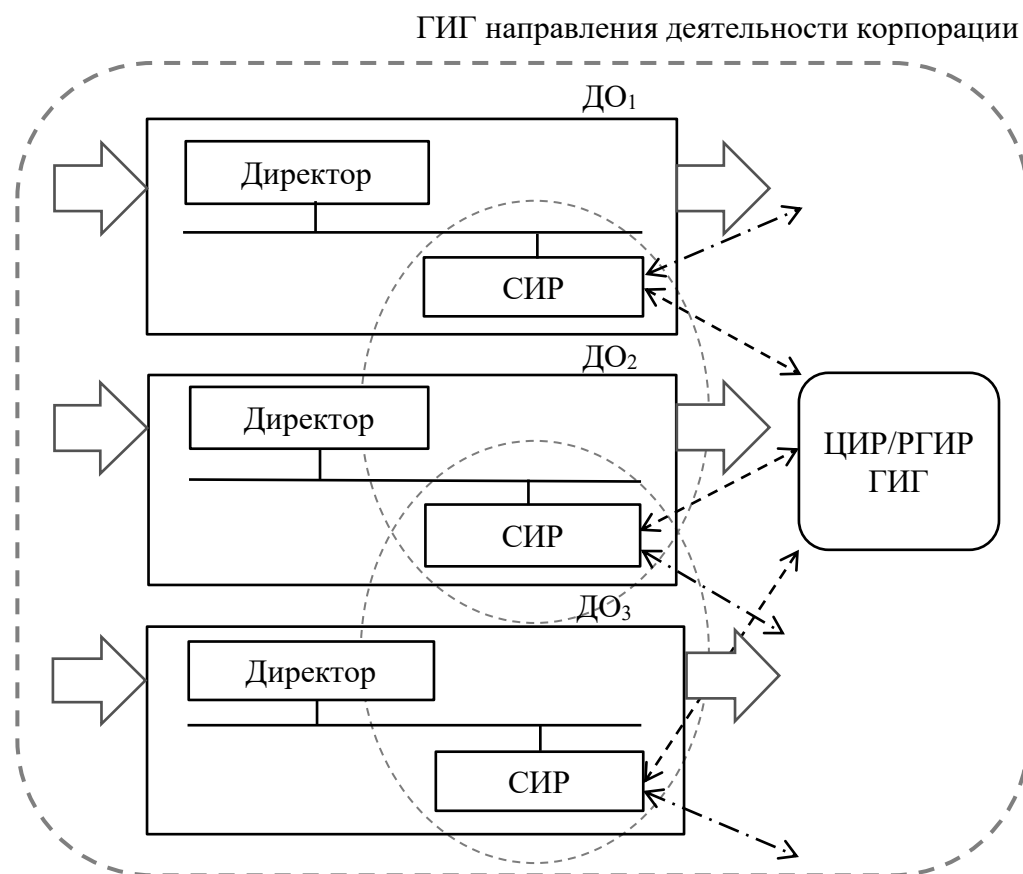 ГИГ направления деятельности корпорации
ДО₁
Директор
СИР
ДО₂
Директор
СИР
ЦИР/РГИР
ГИГ
ДО₃
Директор
СИР